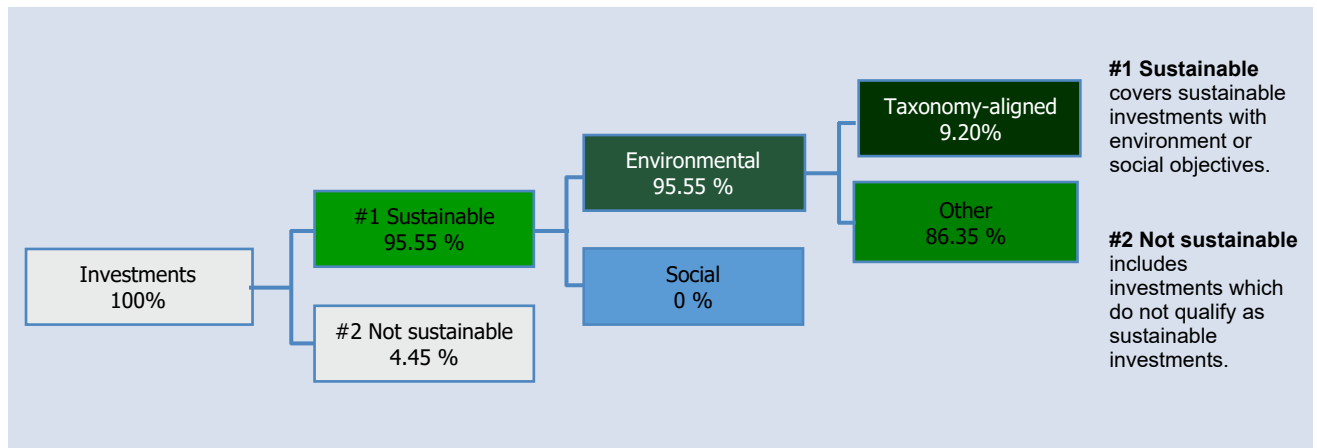 Investments
100%
#1 Sustainable
95.55 %
#2 Not sustainable
4.45 %
Environmental
95.55 %
Social
0 %
Taxonomy-aligned
9.20%
Other
86.35 %
#1 Sustainable
covers sustainable
investments with
environment or
social objectives.
#2 Not sustainable
includes
investments which
do not qualify as
sustainable
investments.